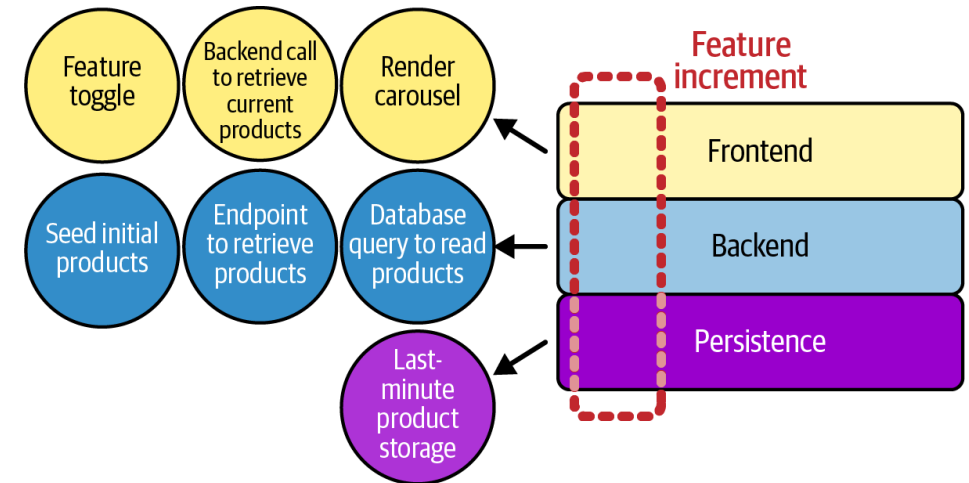 Feature
toggle
Backend call
to retrieve
current
products
Render
carousel
Feature
increment
Frontend
Seed initial
products
Endpoint
to retrieve
products
Database
query to read
products
Backend
Last-
minute
product
storage
Persistence